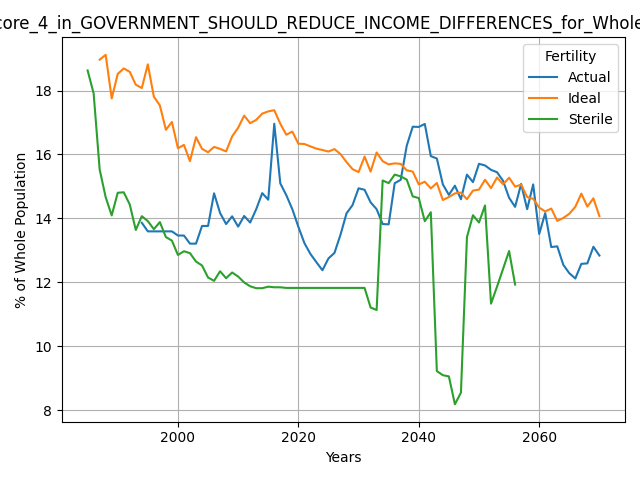 core_4_in_GOVERNMENT_SHOULD_REDUCE_INCOME_DIFFERENCES_for_Whole
Fertility
Actual
Ideal
Sterile
% of Whole Population
18
16
14
12
10
8
2000 2020 2040 2060
Years